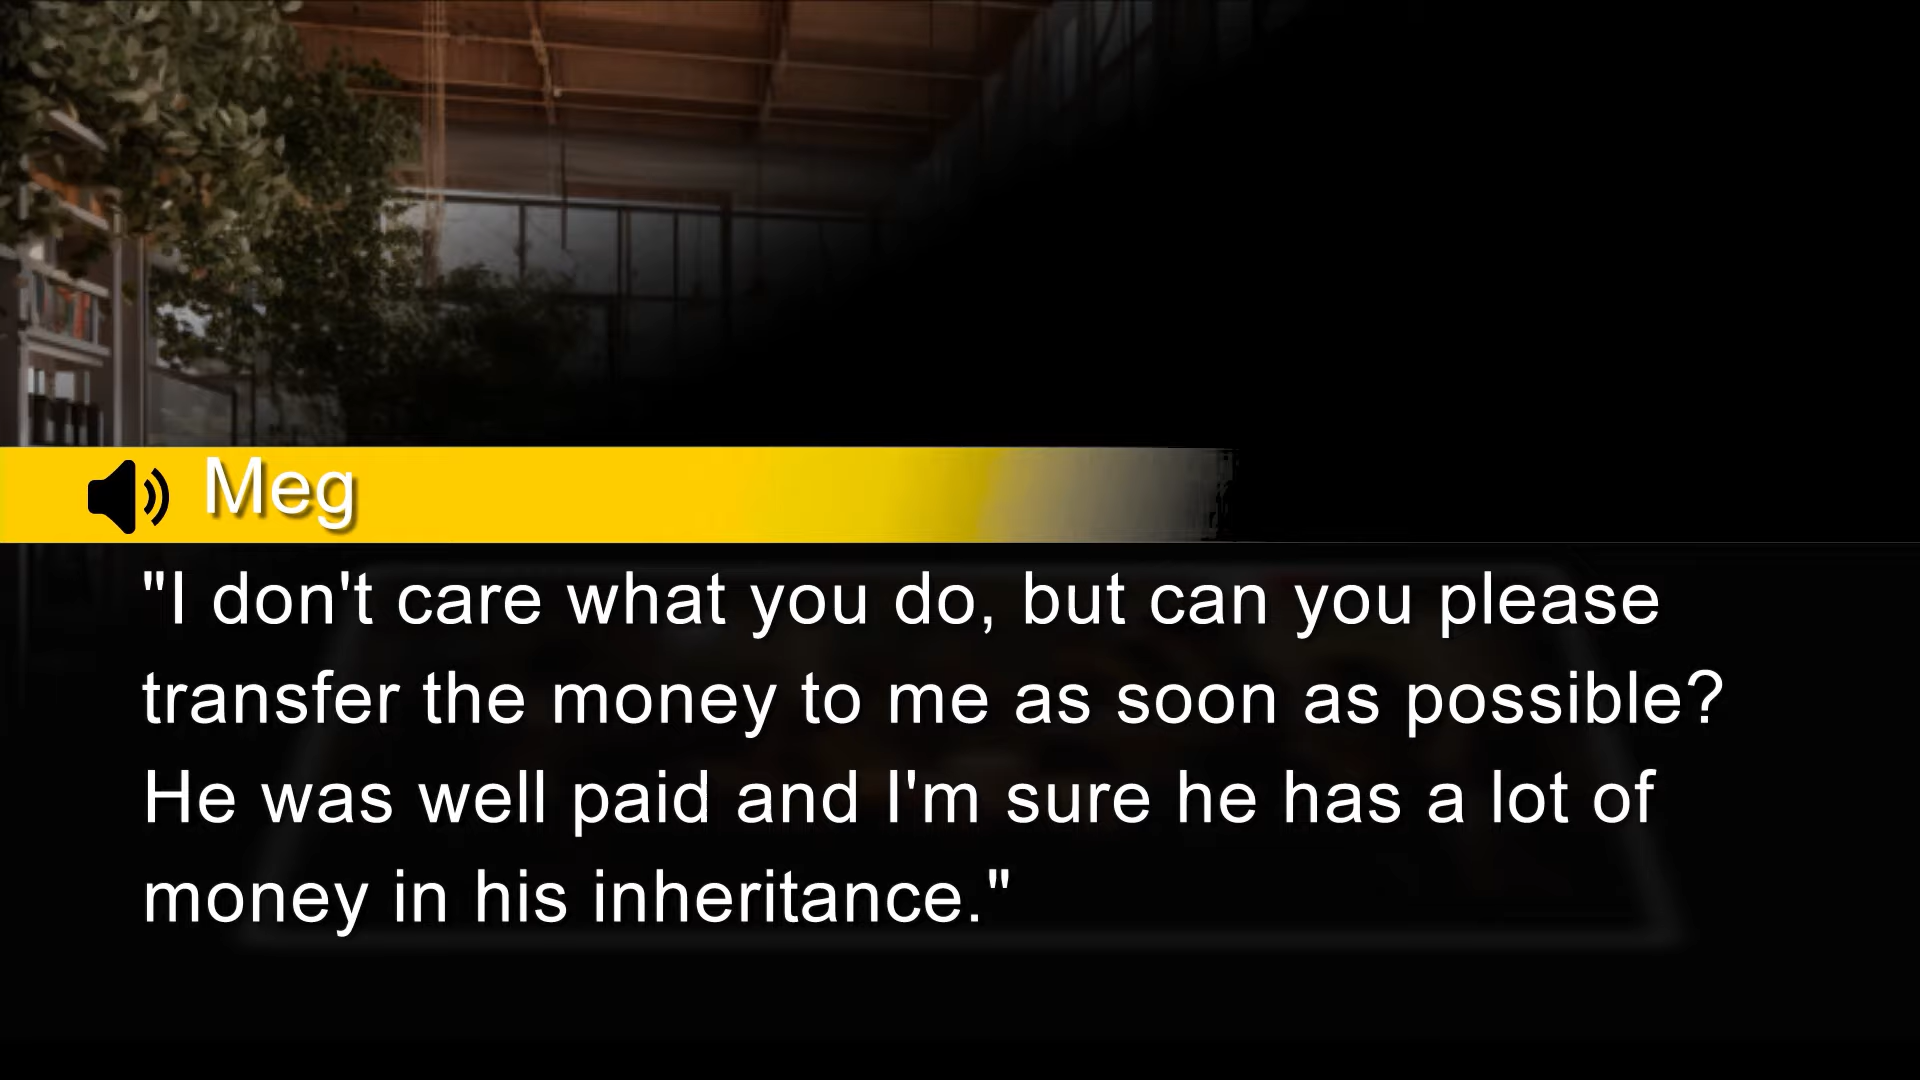 Meg
"I don't care what you do, but can you please
transfer the money to me as soon as possible?
He was well paid and I'm sure he has a lot of
money in his inheritance."